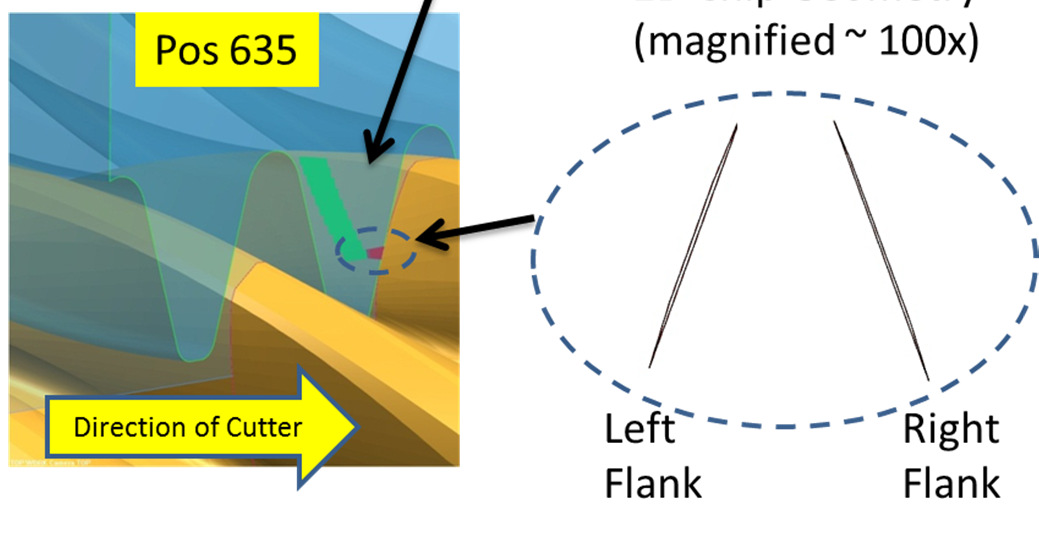 Pos 635
(magnified ~ 100x)
Direction of Cutter
Left
Flank
Right
Flank